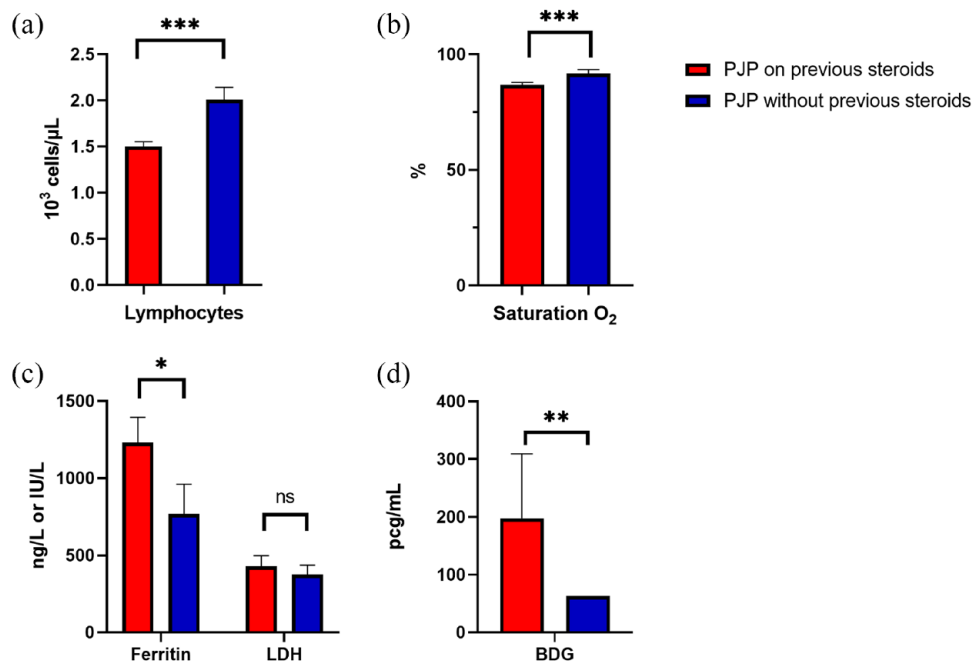 (a)
***
2.5
2.0
1.5
1.0
0.5
0.0
10³ cells/µL
Lymphocytes
(b)
***
100
50
0
%
Saturation O₂
PJP on previous steroids
PJP without previous steroids
(c)
*
ns
1500
1000
500
0
ng/L or IU/L
Ferritin LDH
(d)
**
400
300
200
100
0
pcg/mL
BDG